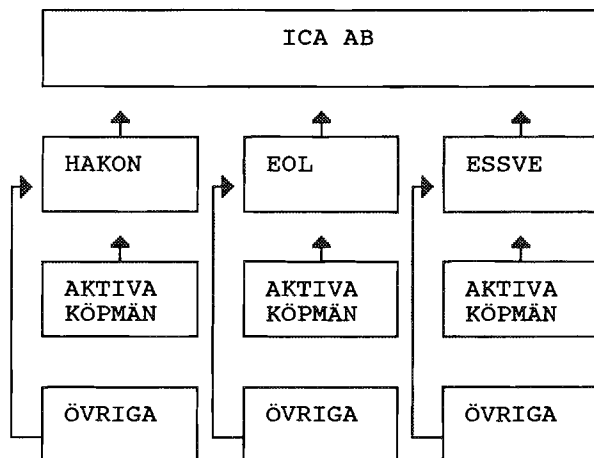 ICA AB
HAKON
EOL
ESSVE
AKTIVA
KÖPMÄN
AKTIVA
KÖPMÄN
AKTIVA
KÖPMÄN
ÖVRIGA
ÖVRIGA
ÖVRIGA